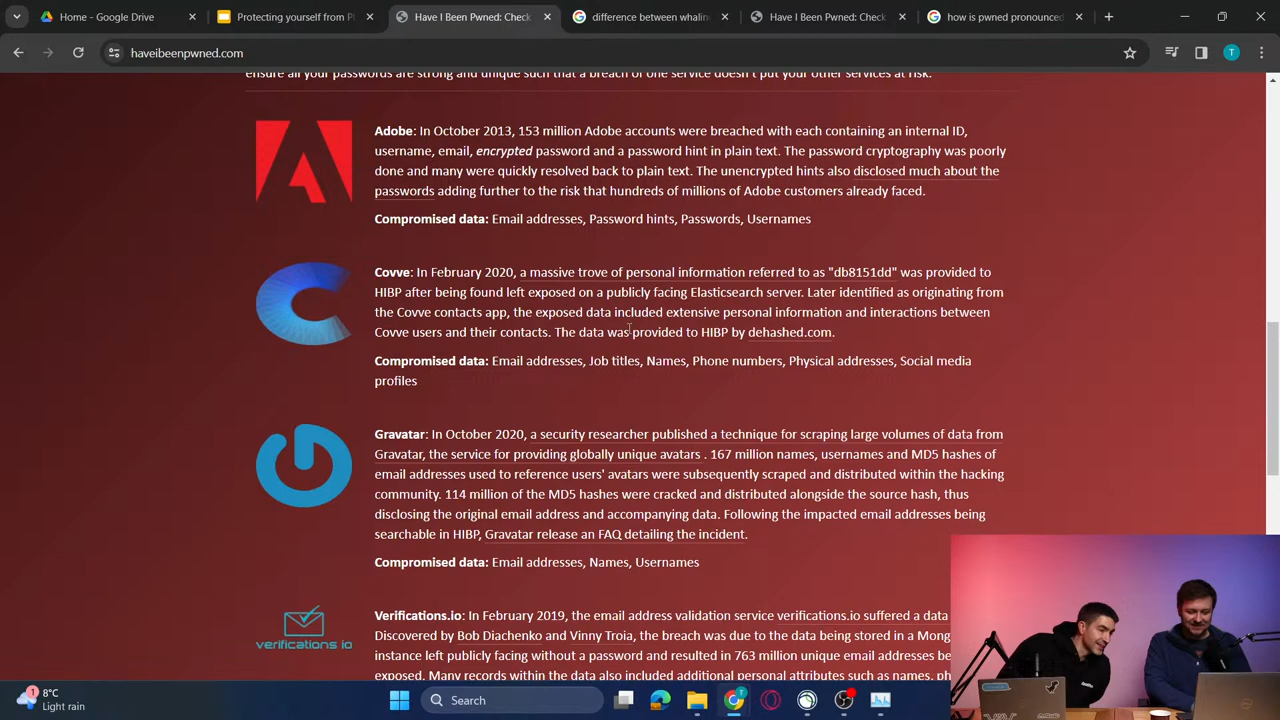 Home - Google Drive
Protecting yourself from Pl
Have I Been Pwned: Check
difference between whalin
Have I Been Pwned: Check
how is pwned pronounced
haveibeenpwned.com
T
ensure all your passwords are strong and unique such that a breach of one service doesn't put your other services at risk.
Adobe: In October 2013, 153 million Adobe accounts were breached with each containing an internal ID,
username, email, encrypted password and a password hint in plain text. The password cryptography was poorly
done and many were quickly resolved back to plain text. The unencrypted hints also disclosed much about the
passwords adding further to the risk that hundreds of millions of Adobe customers already faced.
Compromised data: Email addresses, Password hints, Passwords, Usernames
Covve: In February 2020, a massive trove of personal information referred to as "db8151dd" was provided to
HIBP after being found left exposed on a publicly facing Elasticsearch server. Later identified as originating from
the Covve contacts app, the exposed data included extensive personal information and interactions between
Covve users and their contacts. The data was provided to HIBP by dehashed.com.
Compromised data: Email addresses, Job titles, Names, Phone numbers, Physical addresses, Social media
profiles
Gravatar: In October 2020, a security researcher published a technique for scraping large volumes of data from
Gravatar, the service for providing globally unique avatars . 167 million names, usernames and MD5 hashes of
email addresses used to reference users' avatars were subsequently scraped and distributed within the hacking
community. 114 million of the MD5 hashes were cracked and distributed alongside the source hash, thus
disclosing the original email address and accompanying data. Following the impacted email addresses being
searchable in HIBP, Gravatar release an FAQ detailing the incident.
Compromised data: Email addresses, Names, Usernames
verifications io
Verifications.io: In February 2019, the email address validation service verifications.io suffered a data
Discovered by Bob Diachenko and Vinny Troia, the breach was due to the data being stored in a Mong
instance left publicly facing without a password and resulted in 763 million unique email addresses be
exposed. Many records within the data also included additional personal attributes such as names, ph
1
8°C
Light rain
Search